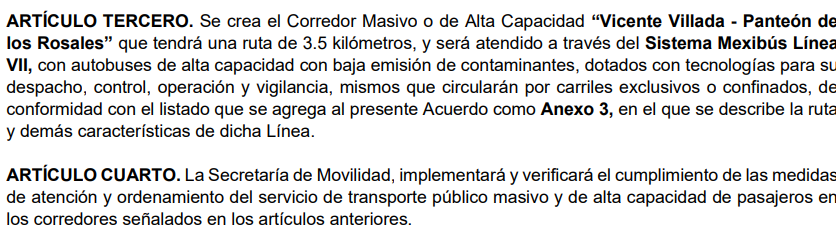 ARTÍCULO TERCERO. Se crea el Corredor Masivo o de Alta Capacidad “Vicente Villada - Panteón de
los Rosales” que tendrá una ruta de 3.5 kilómetros, y será atendido a través del Sistema Mexibús Línea
VII, con autobuses de alta capacidad con baja emisión de contaminantes, dotados con tecnologías para su
despacho, control, operación y vigilancia, mismos que circularán por carriles exclusivos o confinados, de
conformidad con el listado que se agrega al presente Acuerdo como Anexo 3, en el que se describe la ruta
y demás características de dicha Línea.
ARTÍCULO CUARTO. La Secretaría de Movilidad, implementará y verificará el cumplimiento de las medidas
de atención y ordenamiento del servicio de transporte público masivo y de alta capacidad de pasajeros en
los corredores señalados en los artículos anteriores.